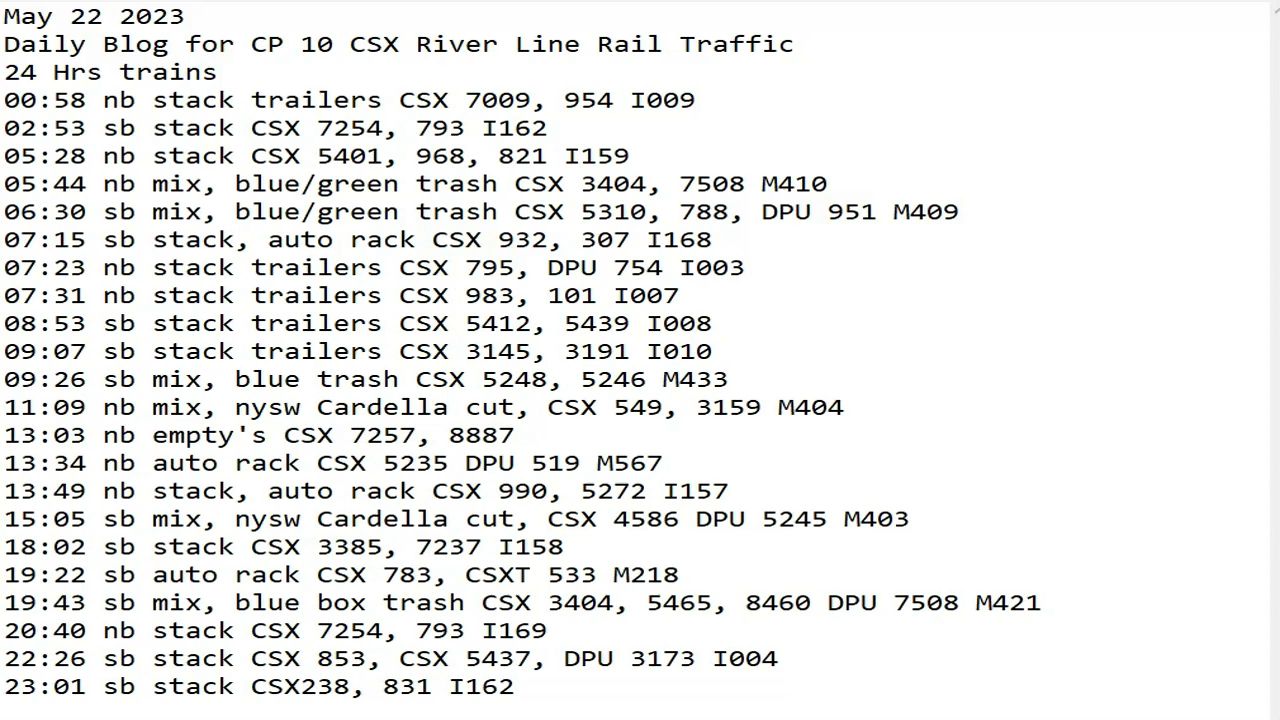 May 22 2023
Daily Blog for CP 10 CSX River Line Rail Traffic
24 Hrs trains
00:58 nb stack trailers CSX 7009, 954 I009
02:53 sb stack CSX 7254, 793 I162
05:28 nb stack CSX 5401, 968, 821 I159
05:44 nb mix, blue/green trash CSX 3404, 7508 M410
06:30 sb mix, blue/green trash CSX 5310, 788, DPU 951 M409
07:15 sb stack, auto rack CSX 932, 307 I168
07:23 nb stack trailers CSX 795, DPU 754 I003
07:31 nb stack trailers CSX 983, 101 I007
08:53 sb stack trailers CSX 5412, 5439 I008
09:07 sb stack trailers CSX 3145, 3191 I010
09:26 sb mix, blue trash CSX 5248, 5246 M433
11:09 nb mix, nysw Cardella cut, CSX 549, 3159 M404
13:03 nb empty's CSX 7257, 8887
13:34 nb auto rack CSX 5235 DPU 519 M567
13:49 nb stack, auto rack CSX 990, 5272 I157
15:05 sb mix, nysw Cardella cut, CSX 4586 DPU 5245 M403
18:02 sb stack CSX 3385, 7237 I158
19:22 sb auto rack CSX 783, CSXT 533 M218
19:43 sb mix, blue box trash CSX 3404, 5465, 8460 DPU 7508 M421
20:40 nb stack CSX 7254, 793 I169
22:26 sb stack CSX 853, CSX 5437, DPU 3173 I004
23:01 sb stack CSX238, 831 I162